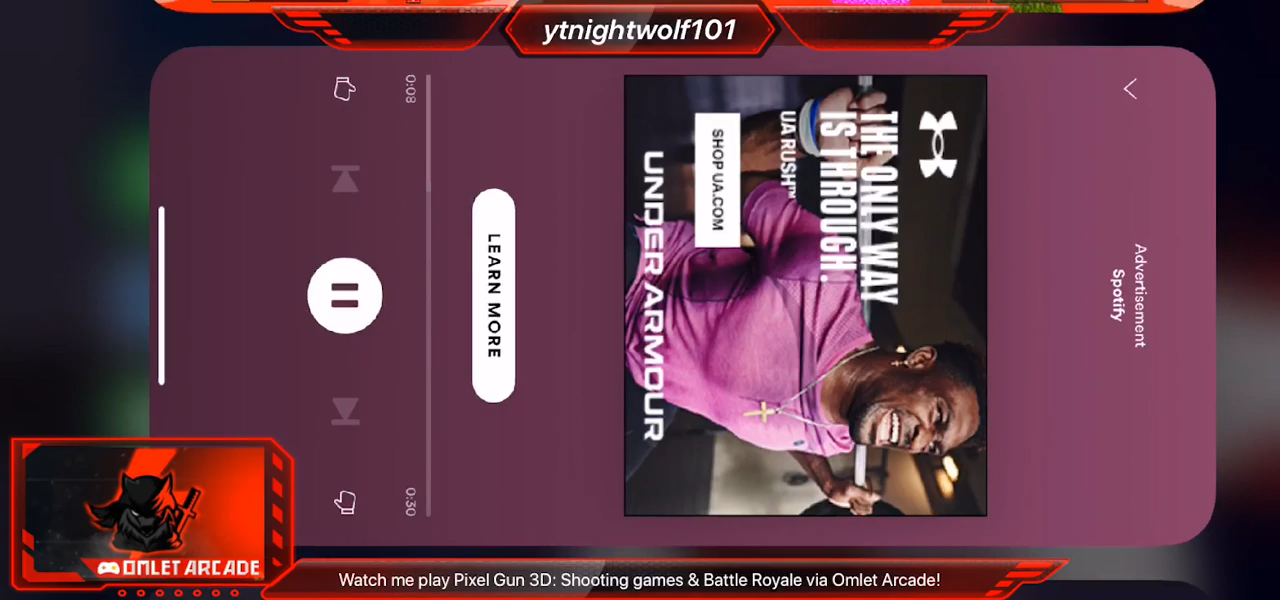 ytnightwolf101
Advertisement
Spotify
THE ONLY WAY
IS THROUGH.
UA RUSH™
SHOP UA.COM
UNDER ARMOUR
LEARN MORE
0:08
0:30
OMLET ARCADE
Watch me play Pixel Gun 3D: Shooting games & Battle Royale via Omlet Arcade!